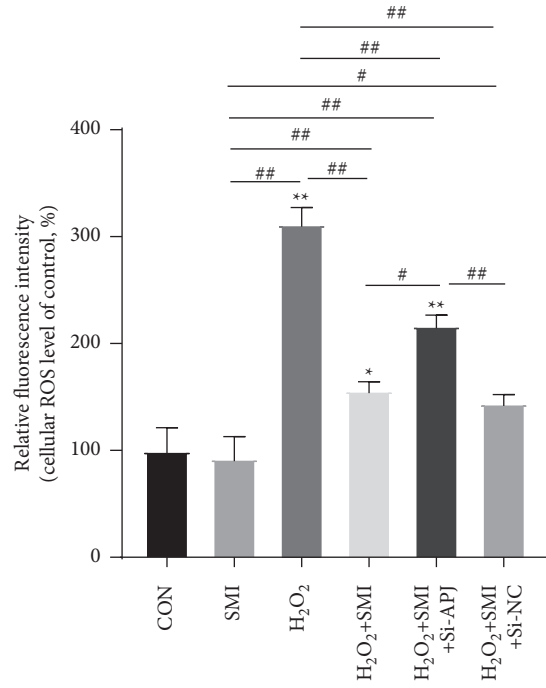 ##
##
#
##
##
##
##
**
#
##
**
*
400
300
200
100
0
Relative fluorescence intensity
(cellular ROS level of control, %)
CON
SMI
H₂O₂
H₂O₂+SMI
H₂O₂+SMI
+Si-APJ
H₂O₂+SMI
+Si-NC